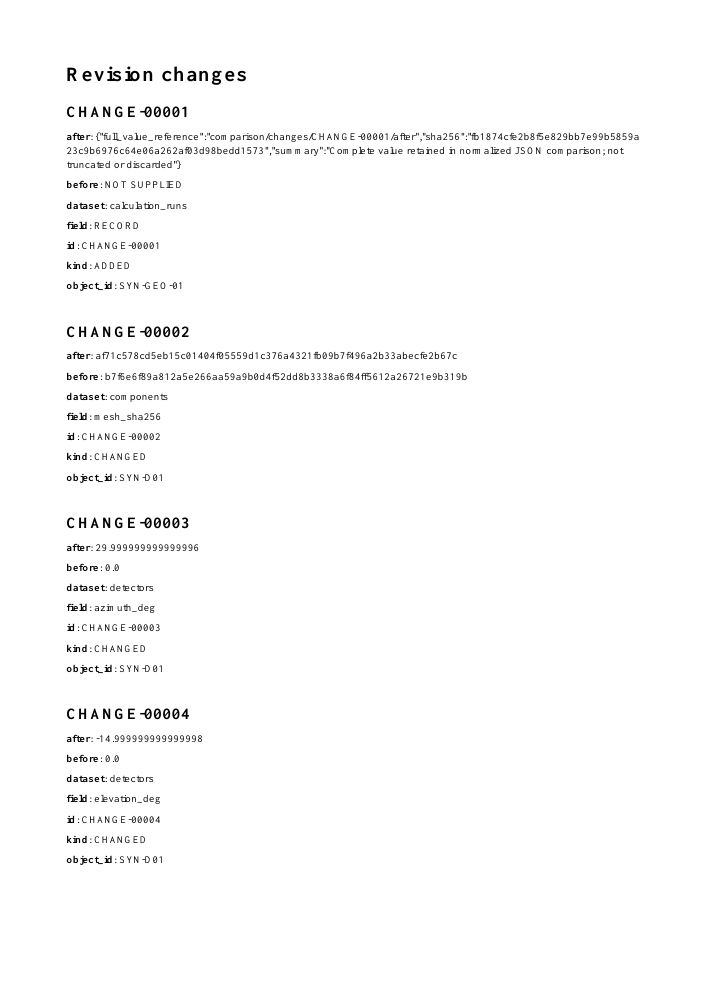 Revision changes
CHANGE-00001
after: {"full_value_reference":"comparison/changes/CHANGE-00001/after","sha256":"fb1874cfe2b8f5e829bb7e99b5859a
23c9b6976c64e06a262af03d98bedd1573","summary":"Complete value retained in normalized JSON comparison; not
truncated or discarded"}
before: NOT SUPPLIED
dataset: calculation_runs
field: RECORD
id: CHANGE-00001
kind: ADDED
object_id: SYN-GEO-01
CHANGE-00002
after: af71c578cd5eb15c01404f05559d1c376a4321fb09b7f496a2b33abecfe2b67c
before: b7f6e6f89a812a5e266aa59a9b0d4f52dd8b3338a6f84ff5612a26721e9b319b
dataset: components
field: mesh_sha256
id: CHANGE-00002
kind: CHANGED
object_id: SYN-D01
CHANGE-00003
after: 29.999999999999996
before: 0.0
dataset: detectors
field: azimuth_deg
id: CHANGE-00003
kind: CHANGED
object_id: SYN-D01
CHANGE-00004
after: -14.999999999999998
before: 0.0
dataset: detectors
field: elevation_deg
id: CHANGE-00004
kind: CHANGED
object_id: SYN-D01